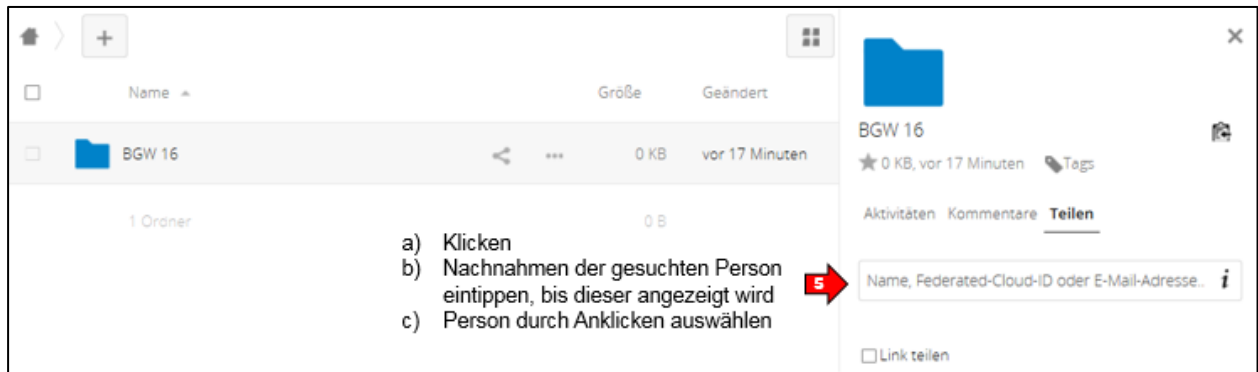 +
Name Größe Geändert
BGW 16 ... 0 KB vor 17 Minuten
1 Ordner 0 B
a) Klicken
b) Nachnahmen der gesuchten Person
eintippen, bis dieser angezeigt wird
c) Person durch Anklicken auswählen
5
BGW 16
0 KB, vor 17 Minuten Tags
Aktivitäten Kommentare Teilen
Name, Federated-Cloud-ID oder E-Mail-Adresse.. i
Link teilen